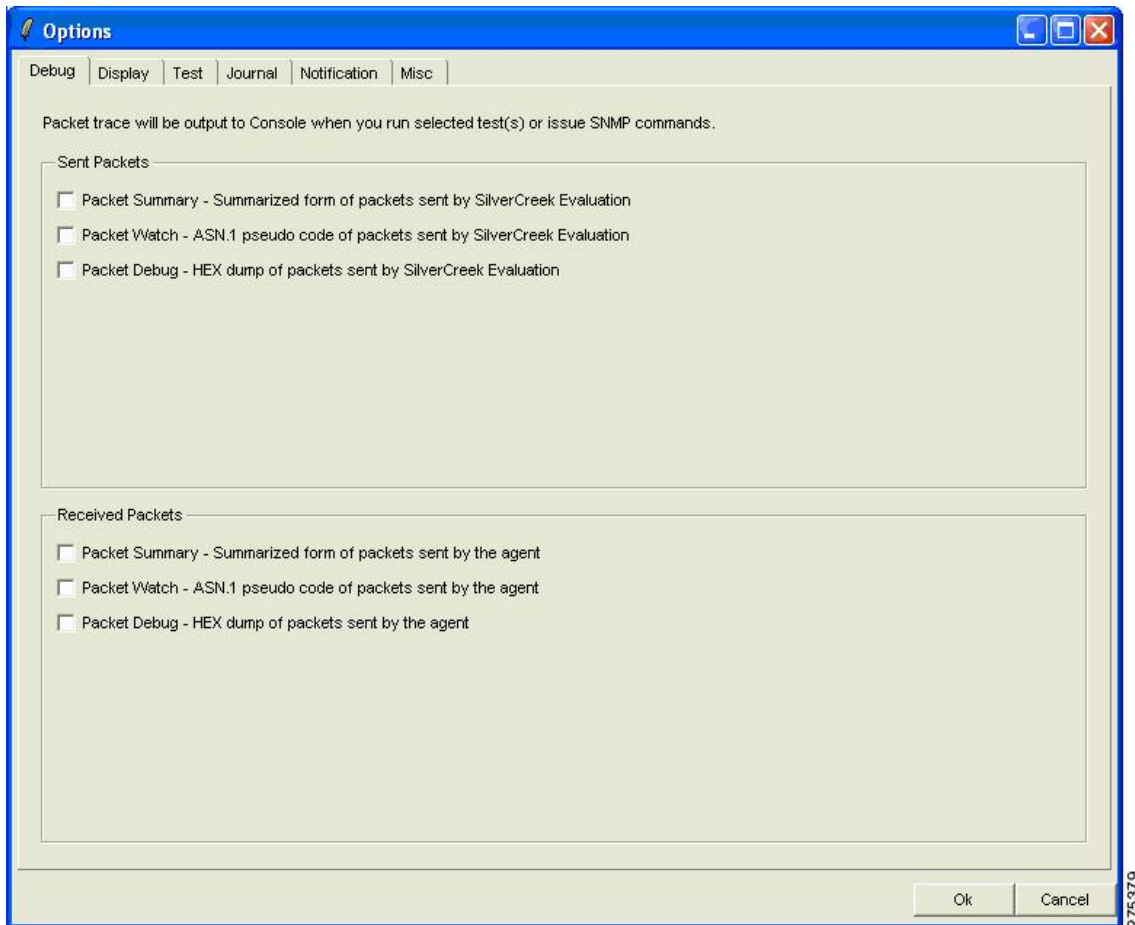 Options
Debug Display Test Journal Notification Misc
Packet trace will be output to Console when you run selected test(s) or issue SNMP commands.
Sent Packets
Packet Summary - Summarized form of packets sent by SilverCreek Evaluation
Packet Watch - ASN.1 pseudo code of packets sent by SilverCreek Evaluation
Packet Debug - HEX dump of packets sent by SilverCreek Evaluation
Received Packets
Packet Summary - Summarized form of packets sent by the agent
Packet Watch - ASN.1 pseudo code of packets sent by the agent
Packet Debug - HEX dump of packets sent by the agent
Ok Cancel
275379